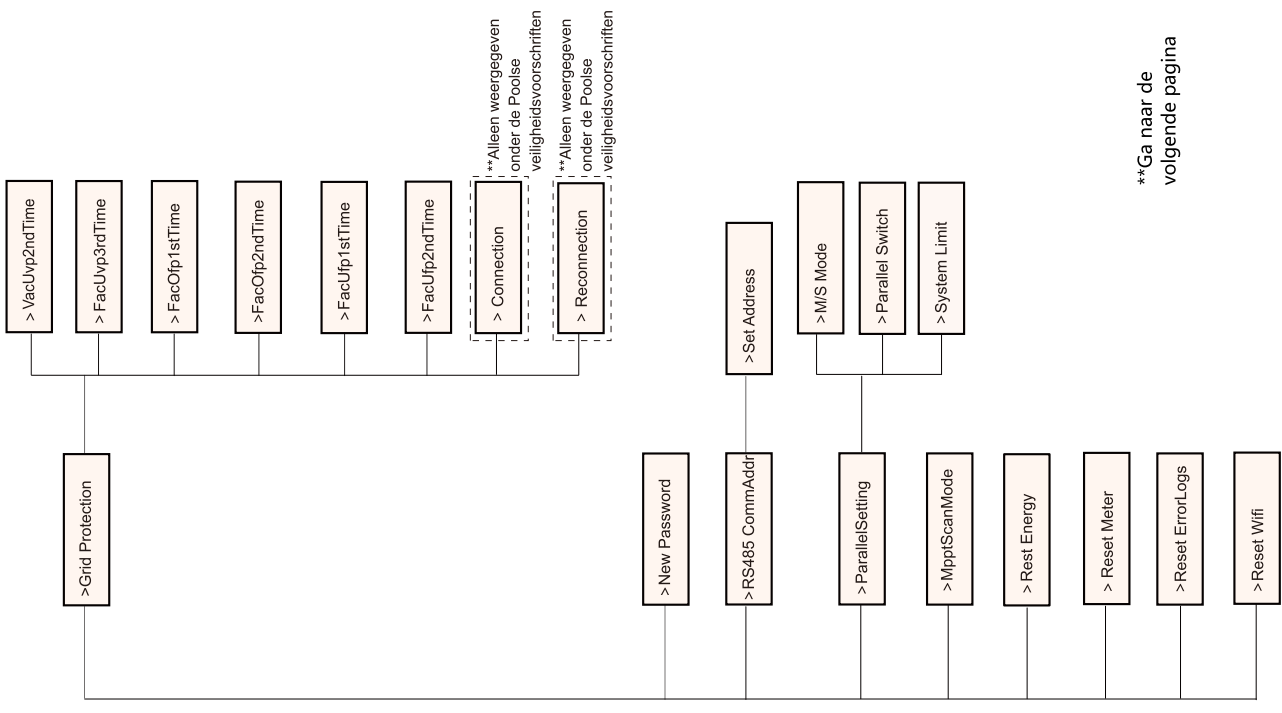 >Grid Protection
> VacUvp2ndTime
> FacUvp3rdTime
> FacOfp1stTime
>FacOfp2ndTime
>FacUfp1stTime
>FacUfp2ndTime
> Connection
**Alleen weergegeven
onder de Poolse
veiligheidsvoorschriften
> Reconnection
**Alleen weergegeven
onder de Poolse
veiligheidsvoorschriften
>New Password
>RS485 CommAddr
>Set Address
>ParallelSetting
>M/S Mode
>Parallel Switch
>System Limit
>MpptScanMode
> Rest Energy
> Reset Meter
>Reset ErrorLogs
>Reset Wifi
**Ga naar de
volgende pagina